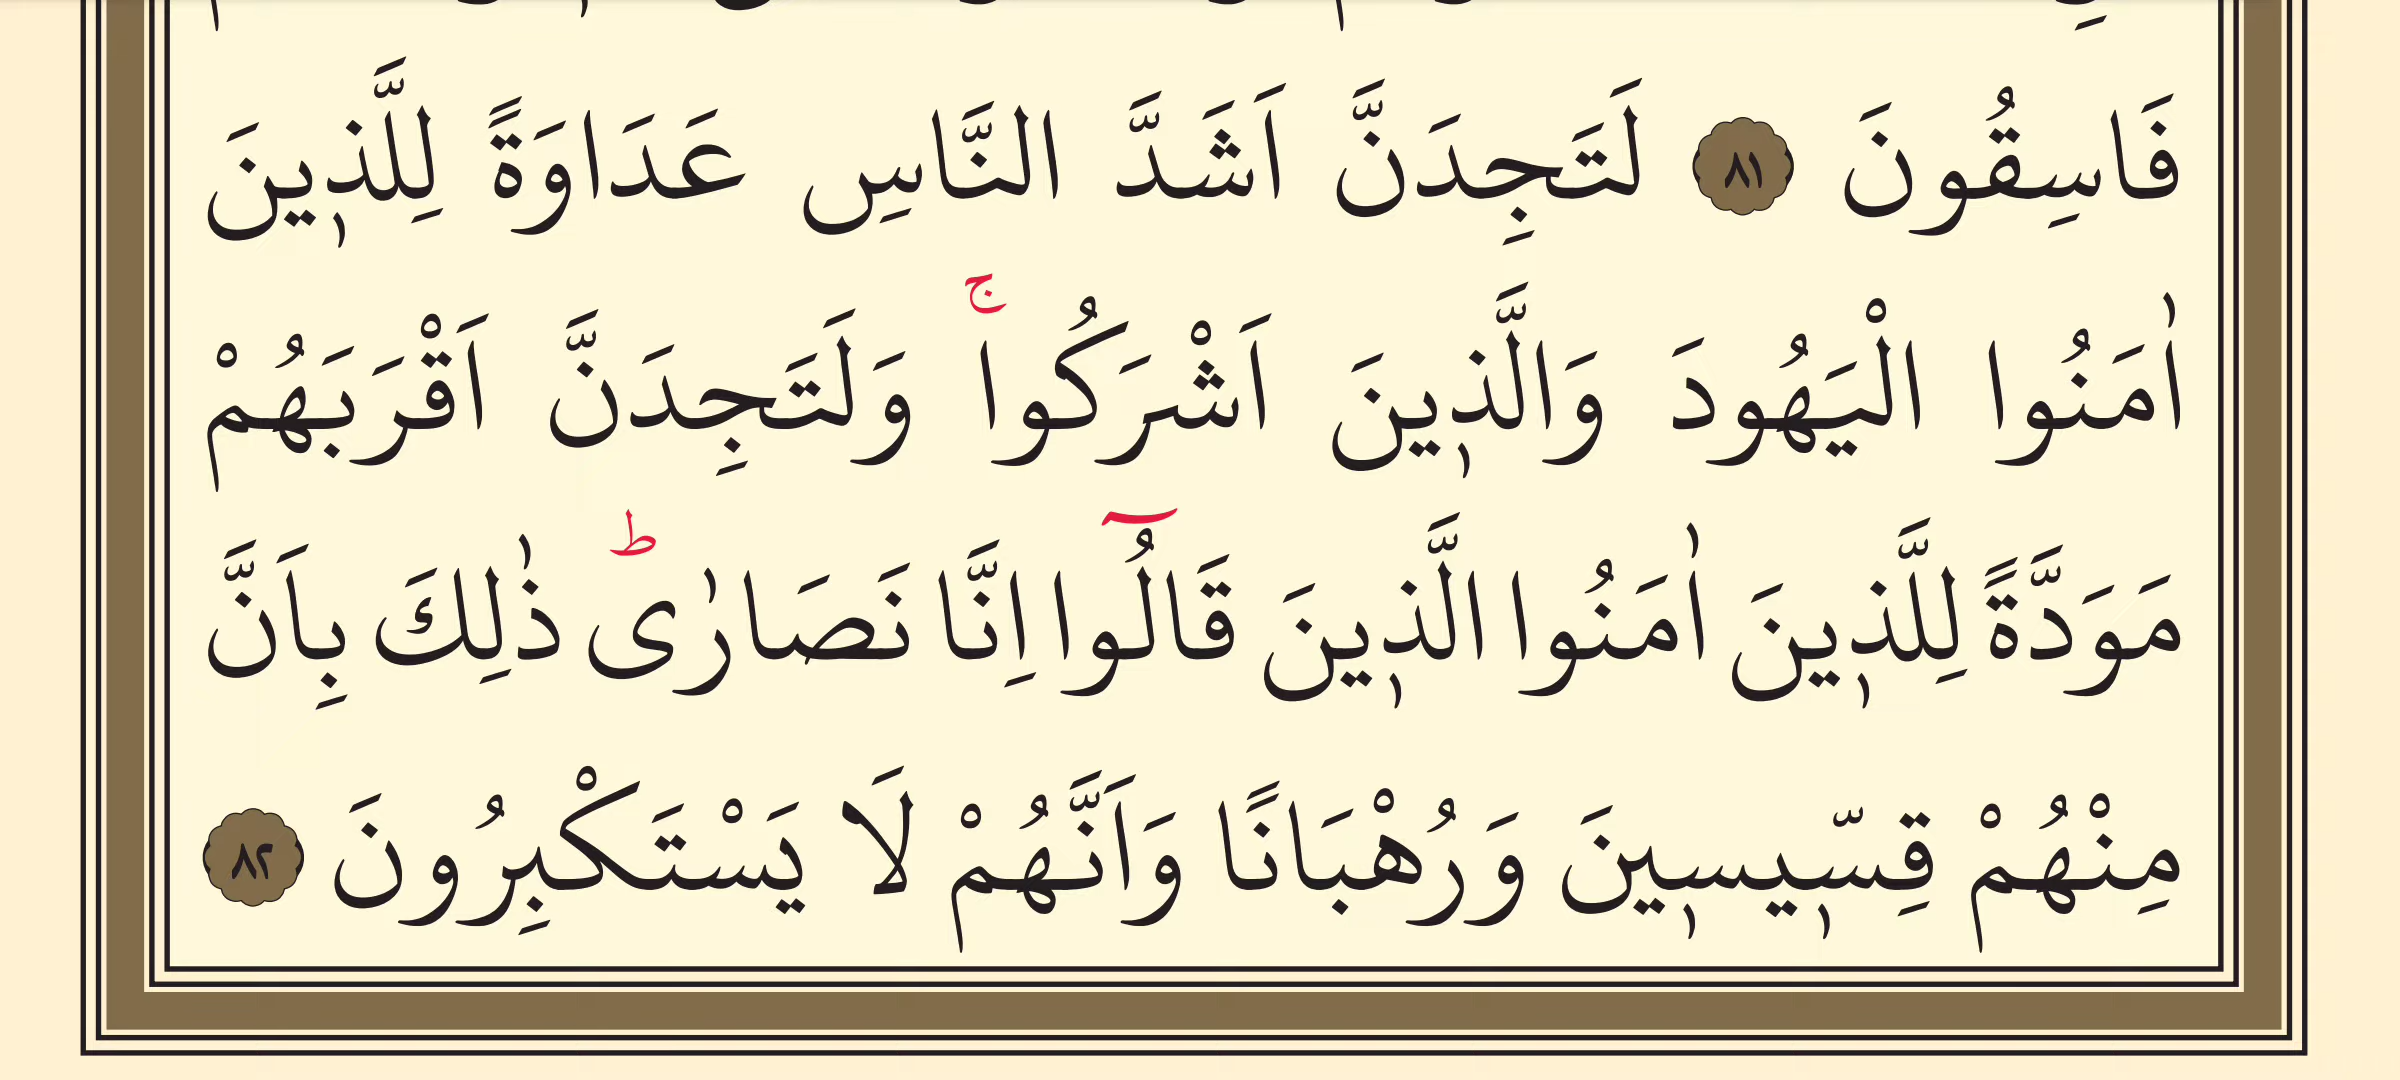 فَاسِقُونَ ﴿٨١﴾ لَتَجِدَنَّ اَشَدَّ النَّاسِ عَدَاوَةً لِلَّذ۪ينَ
اٰمَنُوا الْيَهُودَ وَالَّذ۪ينَ اَشْرَكُواۚ وَلَتَجِدَنَّ اَقْرَبَهُمْ
مَوَدَّةً لِلَّذ۪ينَ اٰمَنُوا الَّذ۪ينَ قَالُٓوا اِنَّا نَصَارٰىۜ ذٰلِكَ بِاَنَّ
مِنْهُمْ قِسّ۪يس۪ينَ وَرُهْبَانًا وَاَنَّهُمْ لَا يَسْتَكْبِرُونَ ﴿٨٢﴾